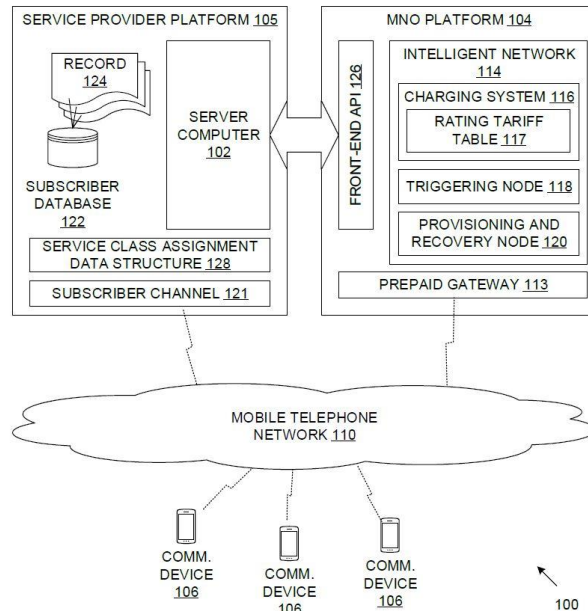 SERVICE PROVIDER PLATFORM 105
RECORD
124
SERVER
COMPUTER
102
SUBSCRIBER
DATABASE
122
SERVICE CLASS ASSIGNMENT
DATA STRUCTURE 128
SUBSCRIBER CHANNEL 121
MNO PLATFORM 104
FRONT-END API 126
INTELLIGENT NETWORK
114
CHARGING SYSTEM 116
RATING TARIFF
TABLE 117
TRIGGERING NODE 118
PROVISIONING AND
RECOVERY NODE 120
PREPAID GATEWAY 113
MOBILE TELEPHONE
NETWORK 110
COMM.
DEVICE
106
COMM.
DEVICE
106
COMM.
DEVICE
106
100